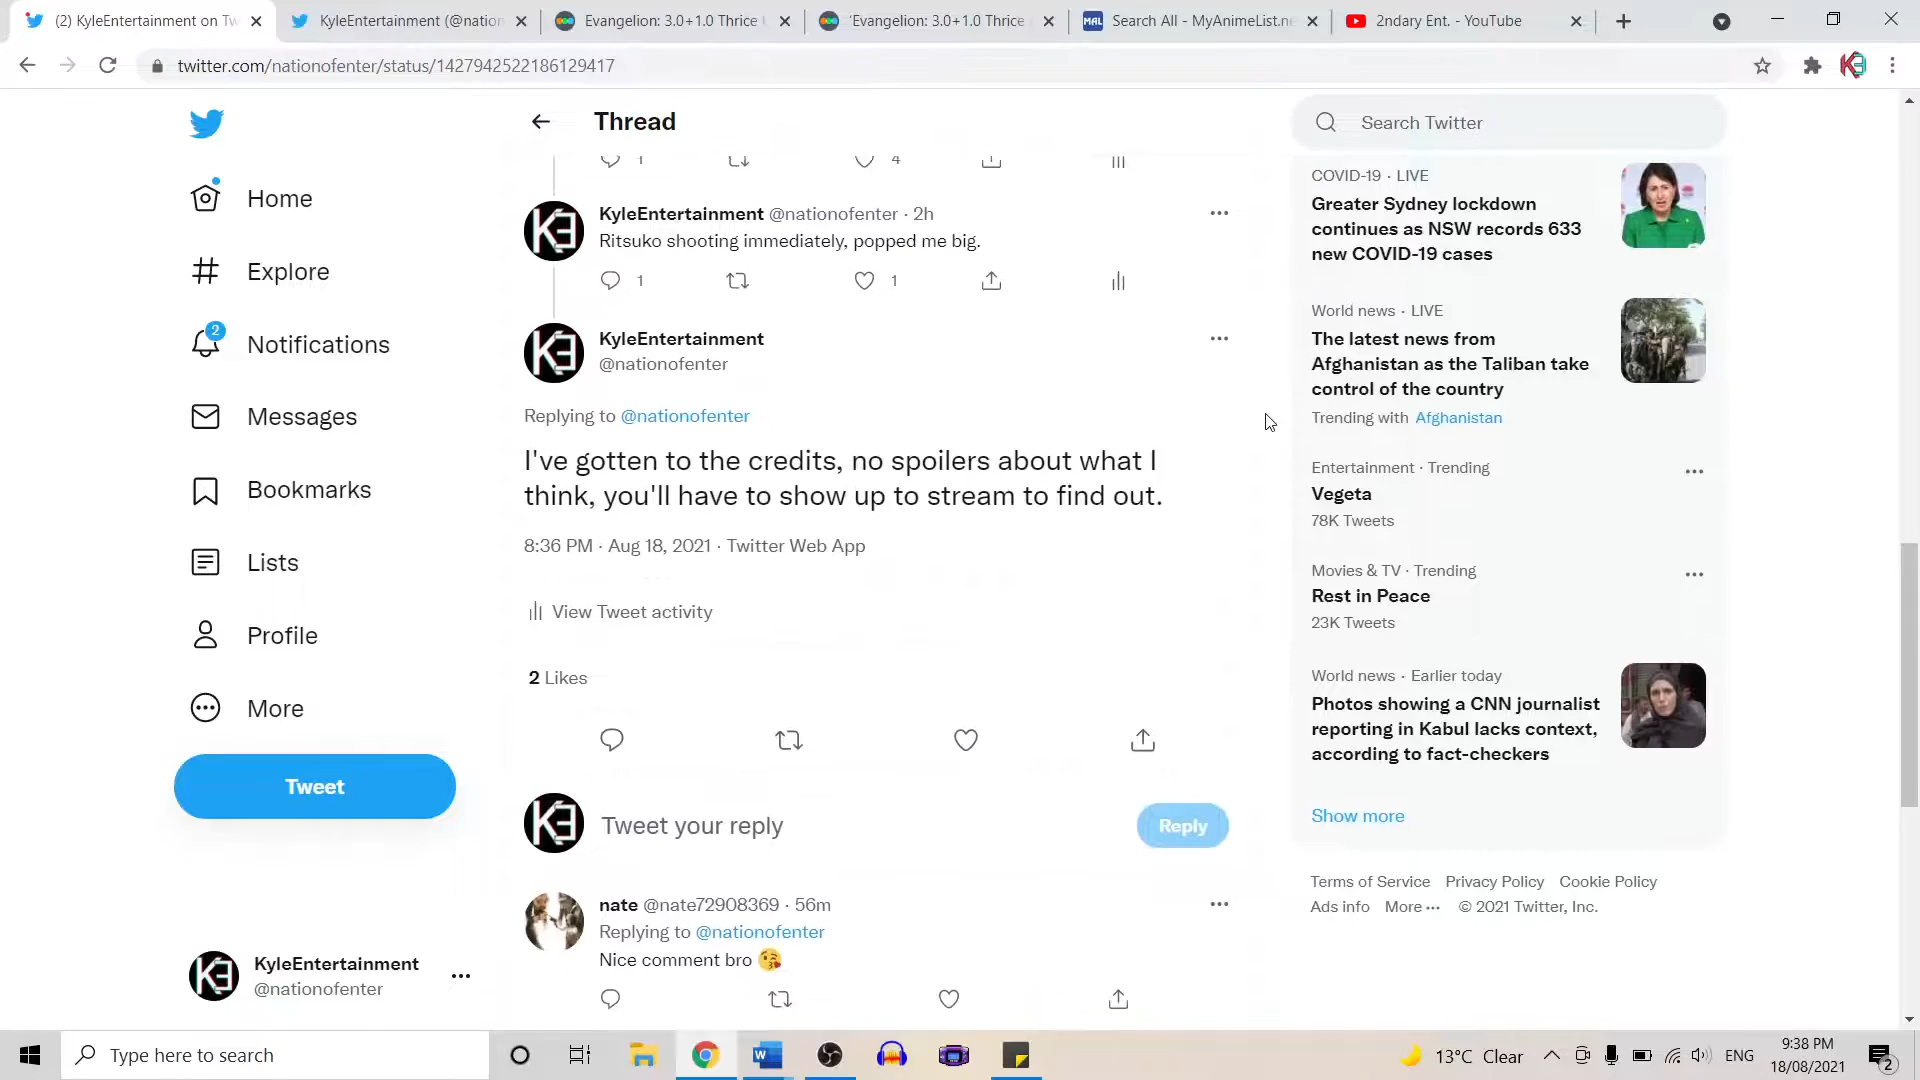 (2) KyleEntertainment on Tw
KyleEntertainment (@nation
Evangelion: 3.0+1.0 Thrice
'Evangelion: 3.0+1.0 Thrice
MAL
Search All - MyAnimeList.ne
2ndary Ent. - YouTube
twitter.com/nationofenter/status/1427942522186129417
Home
Explore
2
Notifications
Messages
Bookmarks
Lists
Profile
More
Tweet
KyleEntertainment
@nationofenter
Thread
1
4
KyleEntertainment @nationofenter · 2h
Ritsuko shooting immediately, popped me big.
1
1
KyleEntertainment
@nationofenter
Replying to @nationofenter
I've gotten to the credits, no spoilers about what I
think, you'll have to show up to stream to find out.
8:36 PM · Aug 18, 2021 · Twitter Web App
View Tweet activity
2 Likes
Tweet your reply
Reply
nate @nate72908369 · 56m
Replying to @nationofenter
Nice comment bro 😘
Search Twitter
COVID-19 · LIVE
Greater Sydney lockdown
continues as NSW records 633
new COVID-19 cases
World news · LIVE
The latest news from
Afghanistan as the Taliban take
control of the country
Trending with Afghanistan
Entertainment · Trending
Vegeta
78K Tweets
Movies & TV · Trending
Rest in Peace
23K Tweets
World news · Earlier today
Photos showing a CNN journalist
reporting in Kabul lacks context,
according to fact-checkers
Show more
Terms of Service Privacy Policy Cookie Policy
Ads info More ··· © 2021 Twitter, Inc.
Type here to search
13°C Clear
ENG
9:38 PM
18/08/2021
2